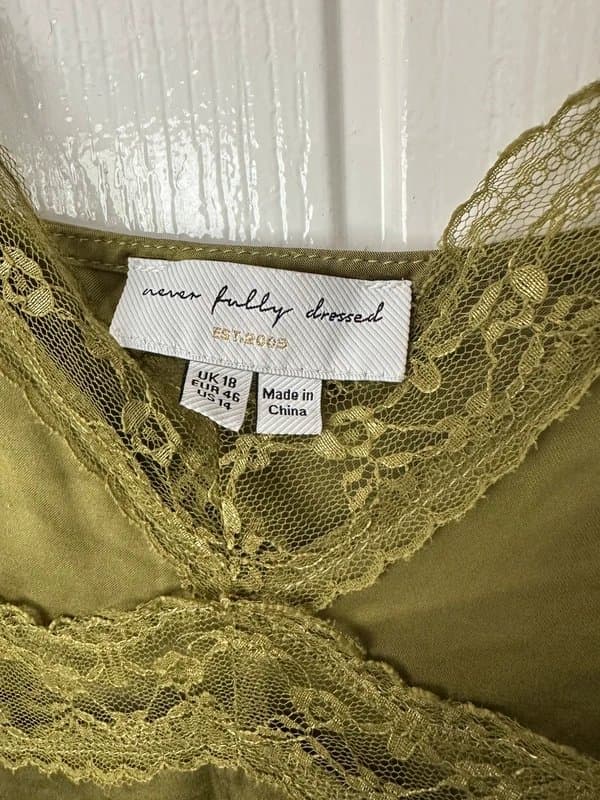 never fully dressed
EST.2009
UK 18
EUR 46
US 14
Made in
China